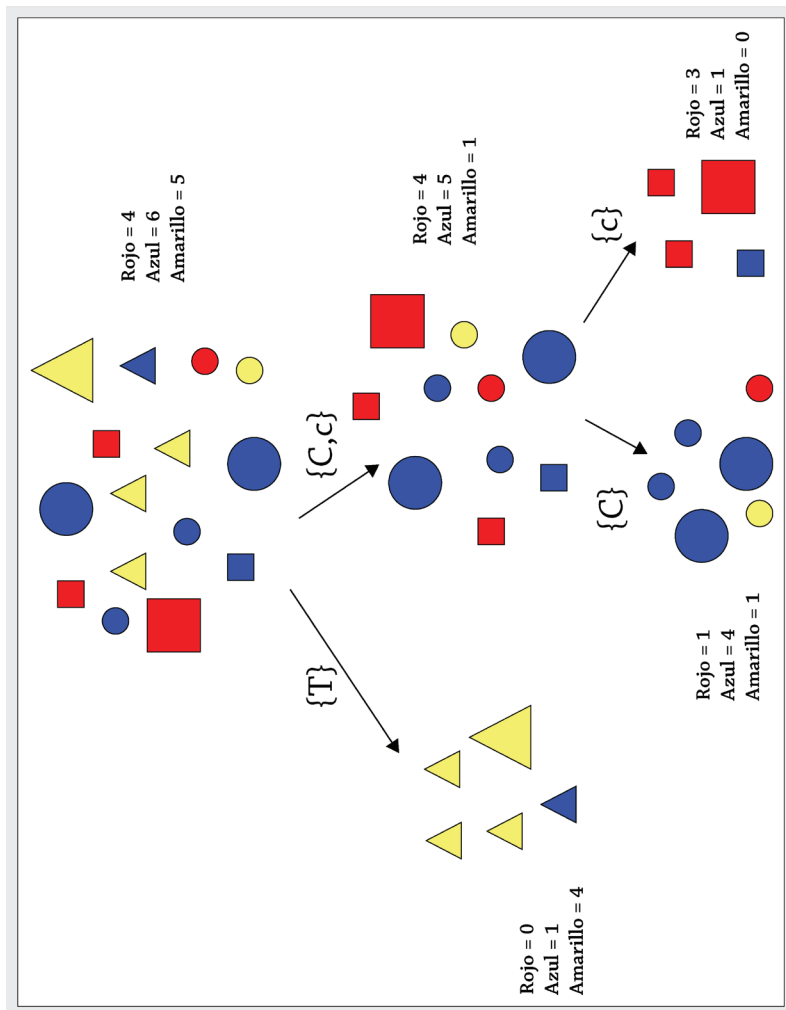 Rojo = 4
Azul = 6
Amarillo = 5
{T}
{C,c}
Rojo = 4
Azul = 5
Amarillo = 1
Rojo = 0
Azul = 1
Amarillo = 4
{C}
{c}
Rojo = 1
Azul = 4
Amarillo = 1
Rojo = 3
Azul = 1
Amarillo = 0